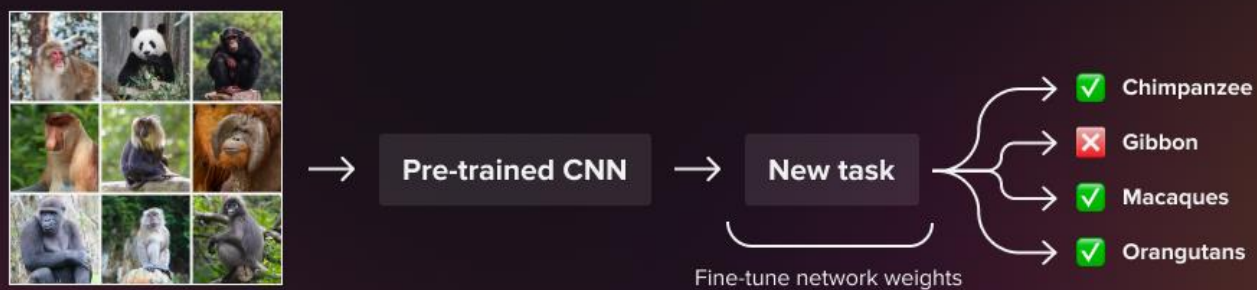 Pre-trained CNN
New task
Fine-tune network weights
Chimpanzee
Gibbon
Macaques
Orangutans